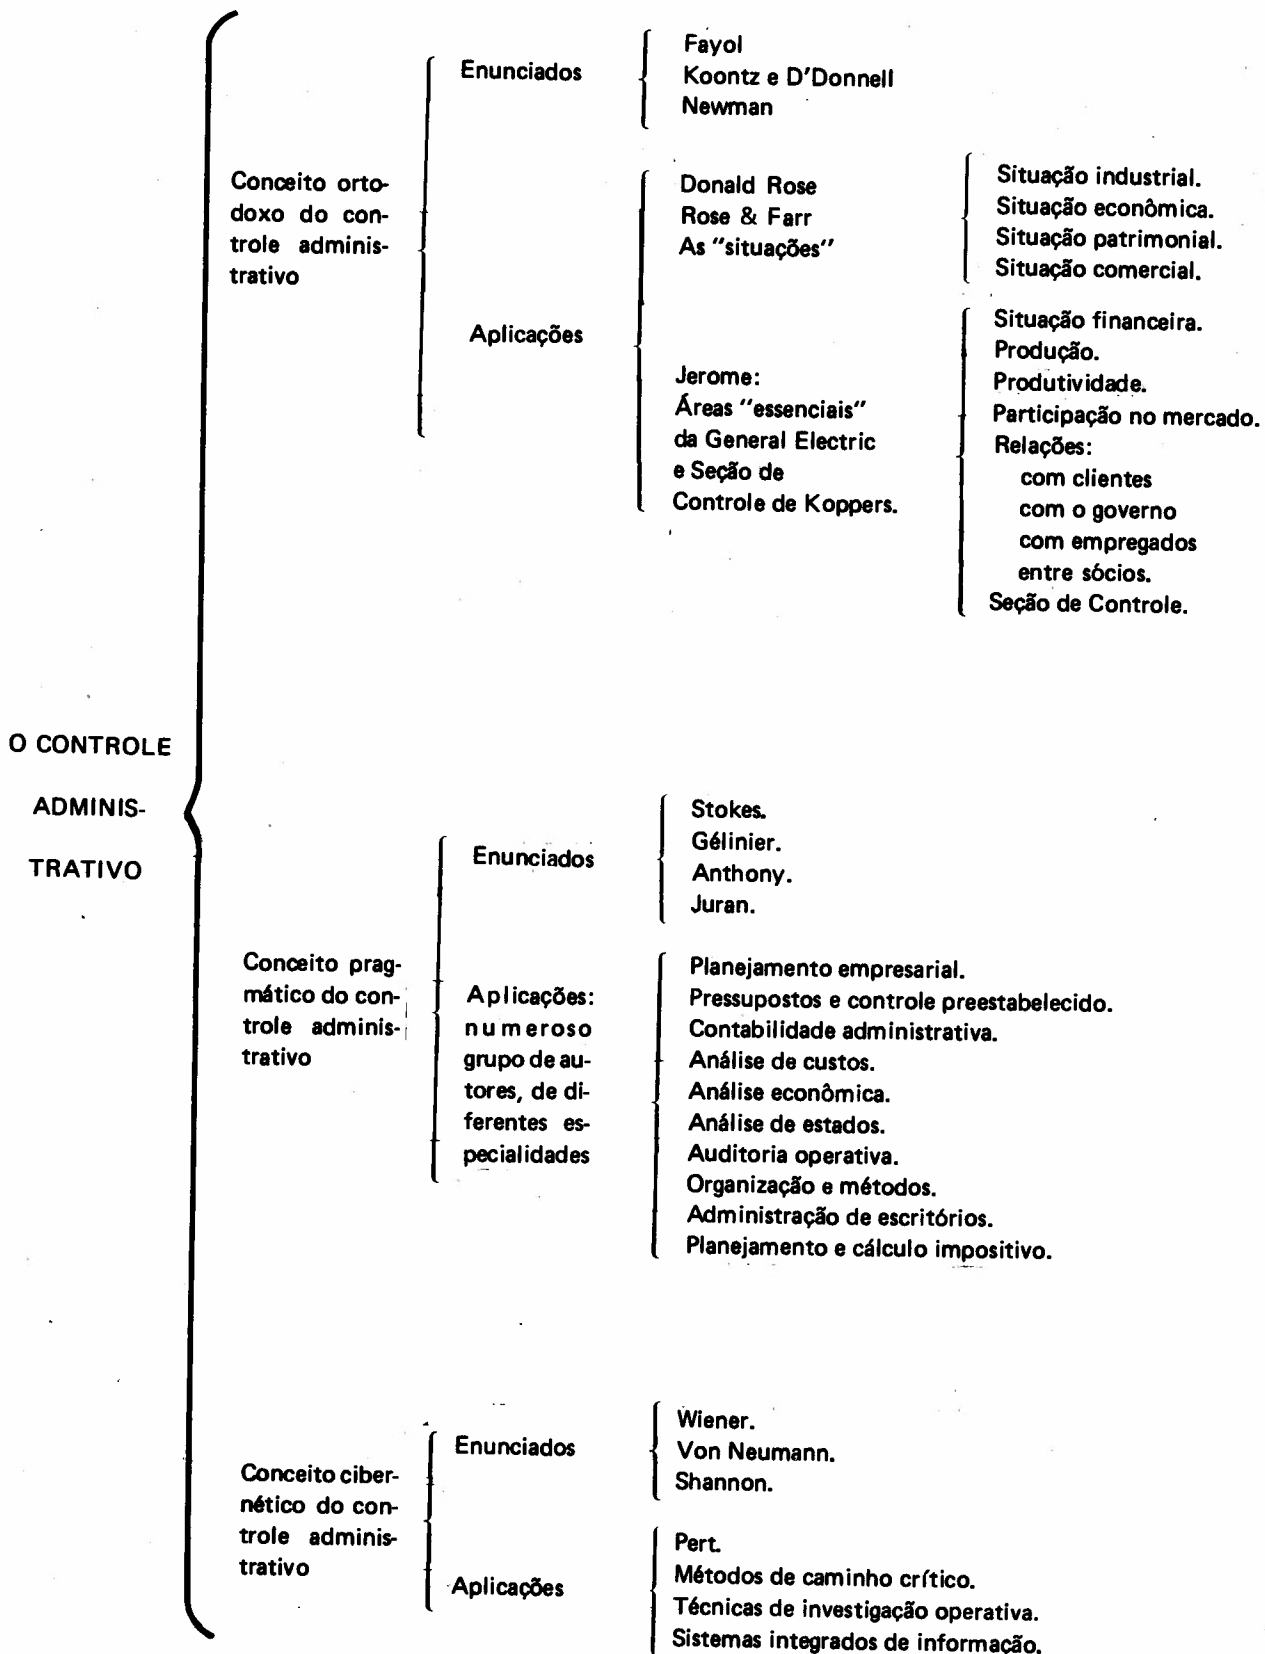 O CONTROLE
ADMINIS-
TRATIVO
Conceito orto-
doxo do con-
trole adminis-
trativo
Enunciados
Fayol
Koontz e D'Donnell
Newman
Aplicações
Donald Rose
Rose & Farr
As "situações"
Situação industrial.
Situação econômica.
Situação patrimonial.
Situação comercial.
Jerome:
Áreas "essenciais"
da General Electric
e Seção de
Controle de Koppers.
Situação financeira.
Produção.
Produtividade.
Participação no mercado.
Relações:
com clientes
com o governo
com empregados
entre sócios.
Seção de Controle.
Conceito prag-
mático do con-
trole adminis-
trativo
Enunciados
Stokes.
Gélinier.
Anthony.
Juran.
Aplicações:
numeroso
grupo de au-
tores, de di-
ferentes es-
pecialidades
Planejamento empresarial.
Pressupostos e controle preestabelecido.
Contabilidade administrativa.
Análise de custos.
Análise econômica.
Análise de estados.
Auditoria operativa.
Organização e métodos.
Administração de escritórios.
Planejamento e cálculo impositivo.
Conceito ciber-
nético do con-
trole adminis-
trativo
Enunciados
Wiener.
Von Neumann.
Shannon.
Aplicações
Pert.
Métodos de caminho crítico.
Técnicas de investigação operativa.
Sistemas integrados de informação.